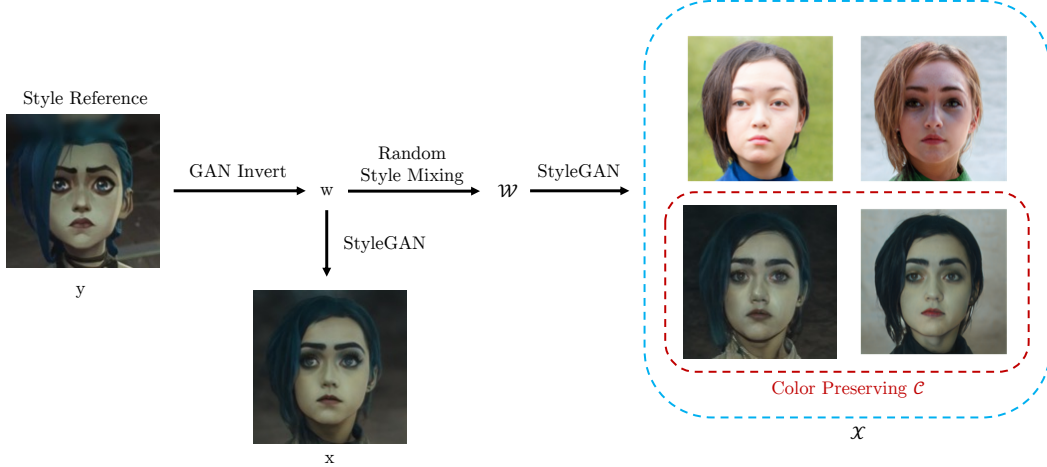 Style Reference
y
GAN Invert
w
StyleGAN
x
Random
Style Mixing
𝒲
StyleGAN
Color Preserving 𝒞
𝒳